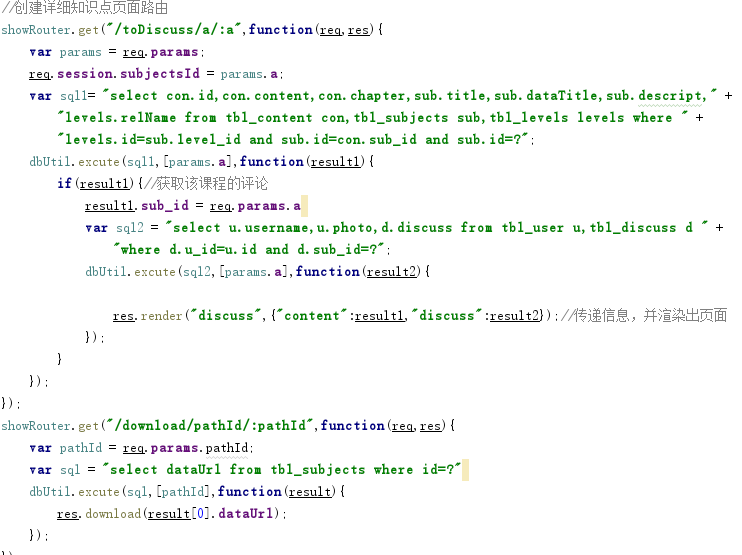 //创建详细知识点页面路由
showRouter.get("/toDiscuss/a/:a",function(req,res){
    var params = req.params;
    req.session.subjectsId = params.a;
    var sql1= "select con.id,con.content,con.chapter,sub.title,sub.dataTitle,sub.descript," +
        "levels.relName from tbl_content con,tbl_subjects sub,tbl_levels levels where " +
        "levels.id=sub.level_id and sub.id=con.sub_id and sub.id=?";
    dbUtil.excute(sql1,[params.a],function(result1){
        if(result1){//获取该课程的评论
            result1.sub_id = req.params.a
            var sql2 = "select u.username,u.photo,d.discuss from tbl_user u,tbl_discuss d " +
                "where d.u_id=u.id and d.sub_id=?";
            dbUtil.excute(sql2,[params.a],function(result2){
                res.render("discuss",{"content":result1,"discuss":result2});//传递信息，并渲染出页面
            });
        }
    });
});
showRouter.get("/download/pathId/:pathId",function(req,res){
    var pathId = req.params.pathId;
    var sql = "select dataUrl from tbl_subjects where id=?"
    dbUtil.excute(sql,[pathId],function(result){
        res.download(result[0].dataUrl);
    });